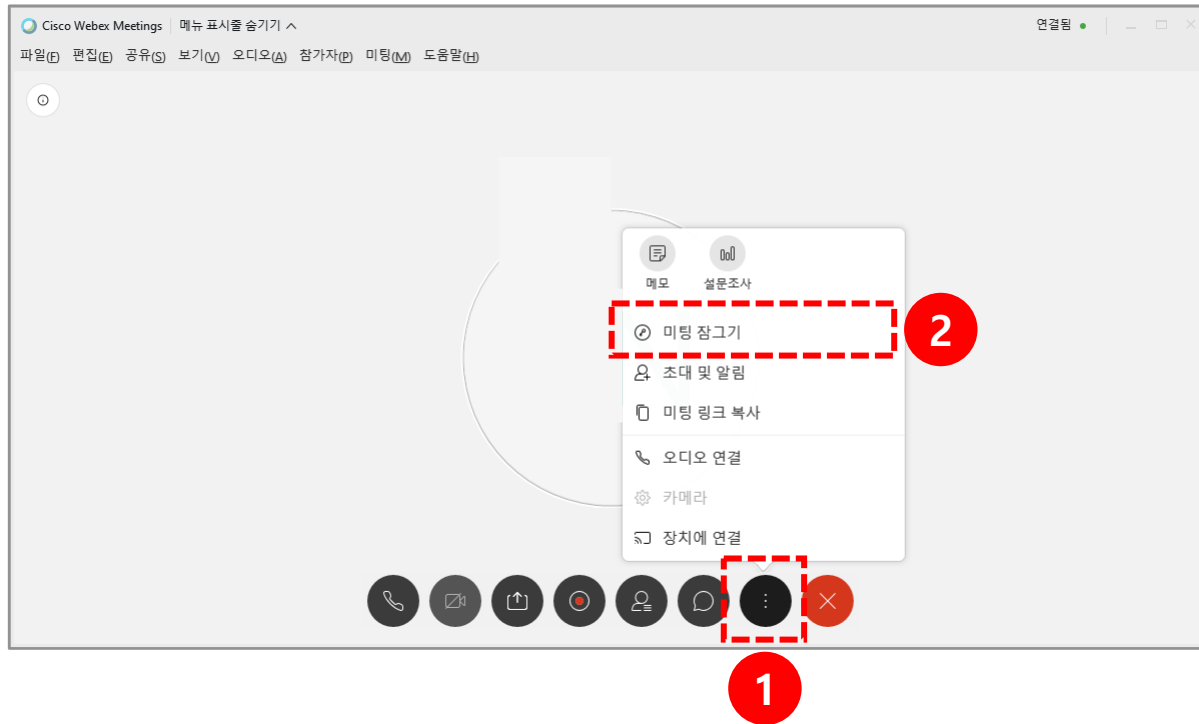 Cisco Webex Meetings 메뉴 표시줄 숨기기 연결됨
파일(F) 편집(E) 공유(S) 보기(V) 오디오(A) 참가자(P) 미팅(M) 도움말(H)
메모 설문조사
미팅 잠그기
2
초대 및 알림
미팅 링크 복사
오디오 연결
카메라
장치에 연결
1